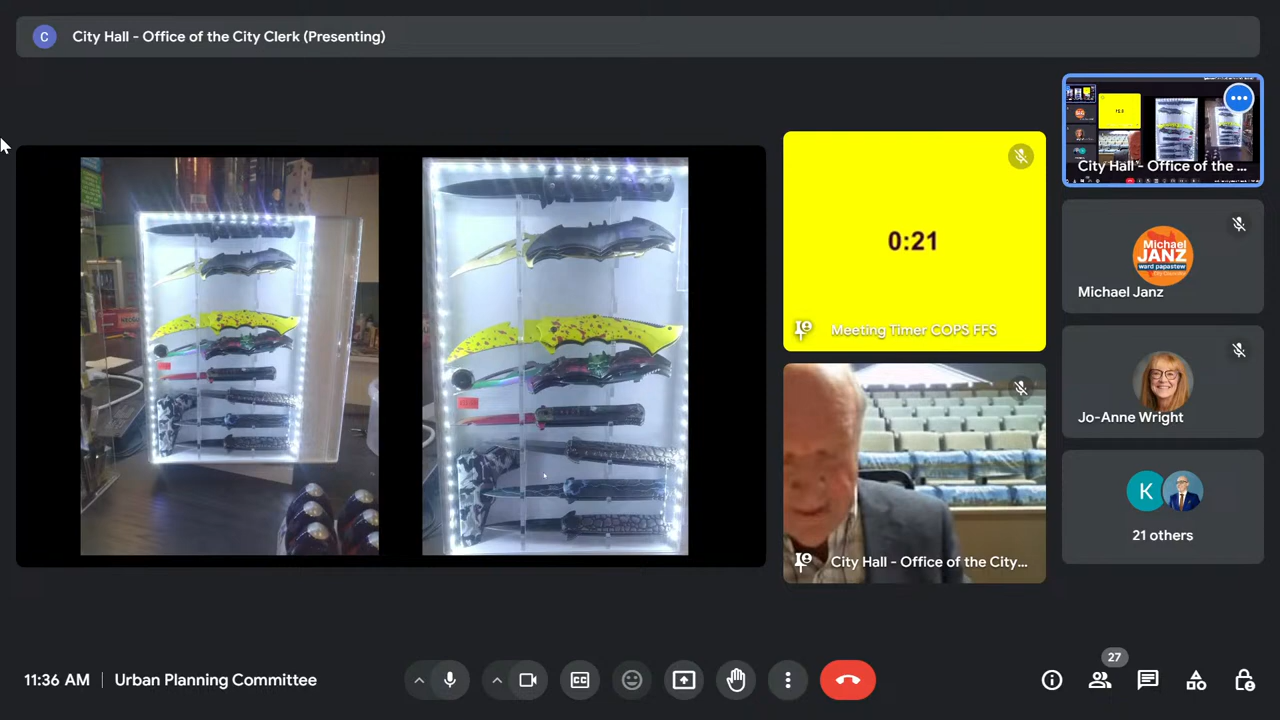 C
City Hall - Office of the City Clerk (Presenting)
0:21
Meeting Timer COPS FFS
City Hall - Office of the City...
City Hall - Office of the ...
Michael
JANZ
ward papastew
Michael Janz
Jo-Anne Wright
K
21 others
11:36 AM
Urban Planning Committee
CC
27